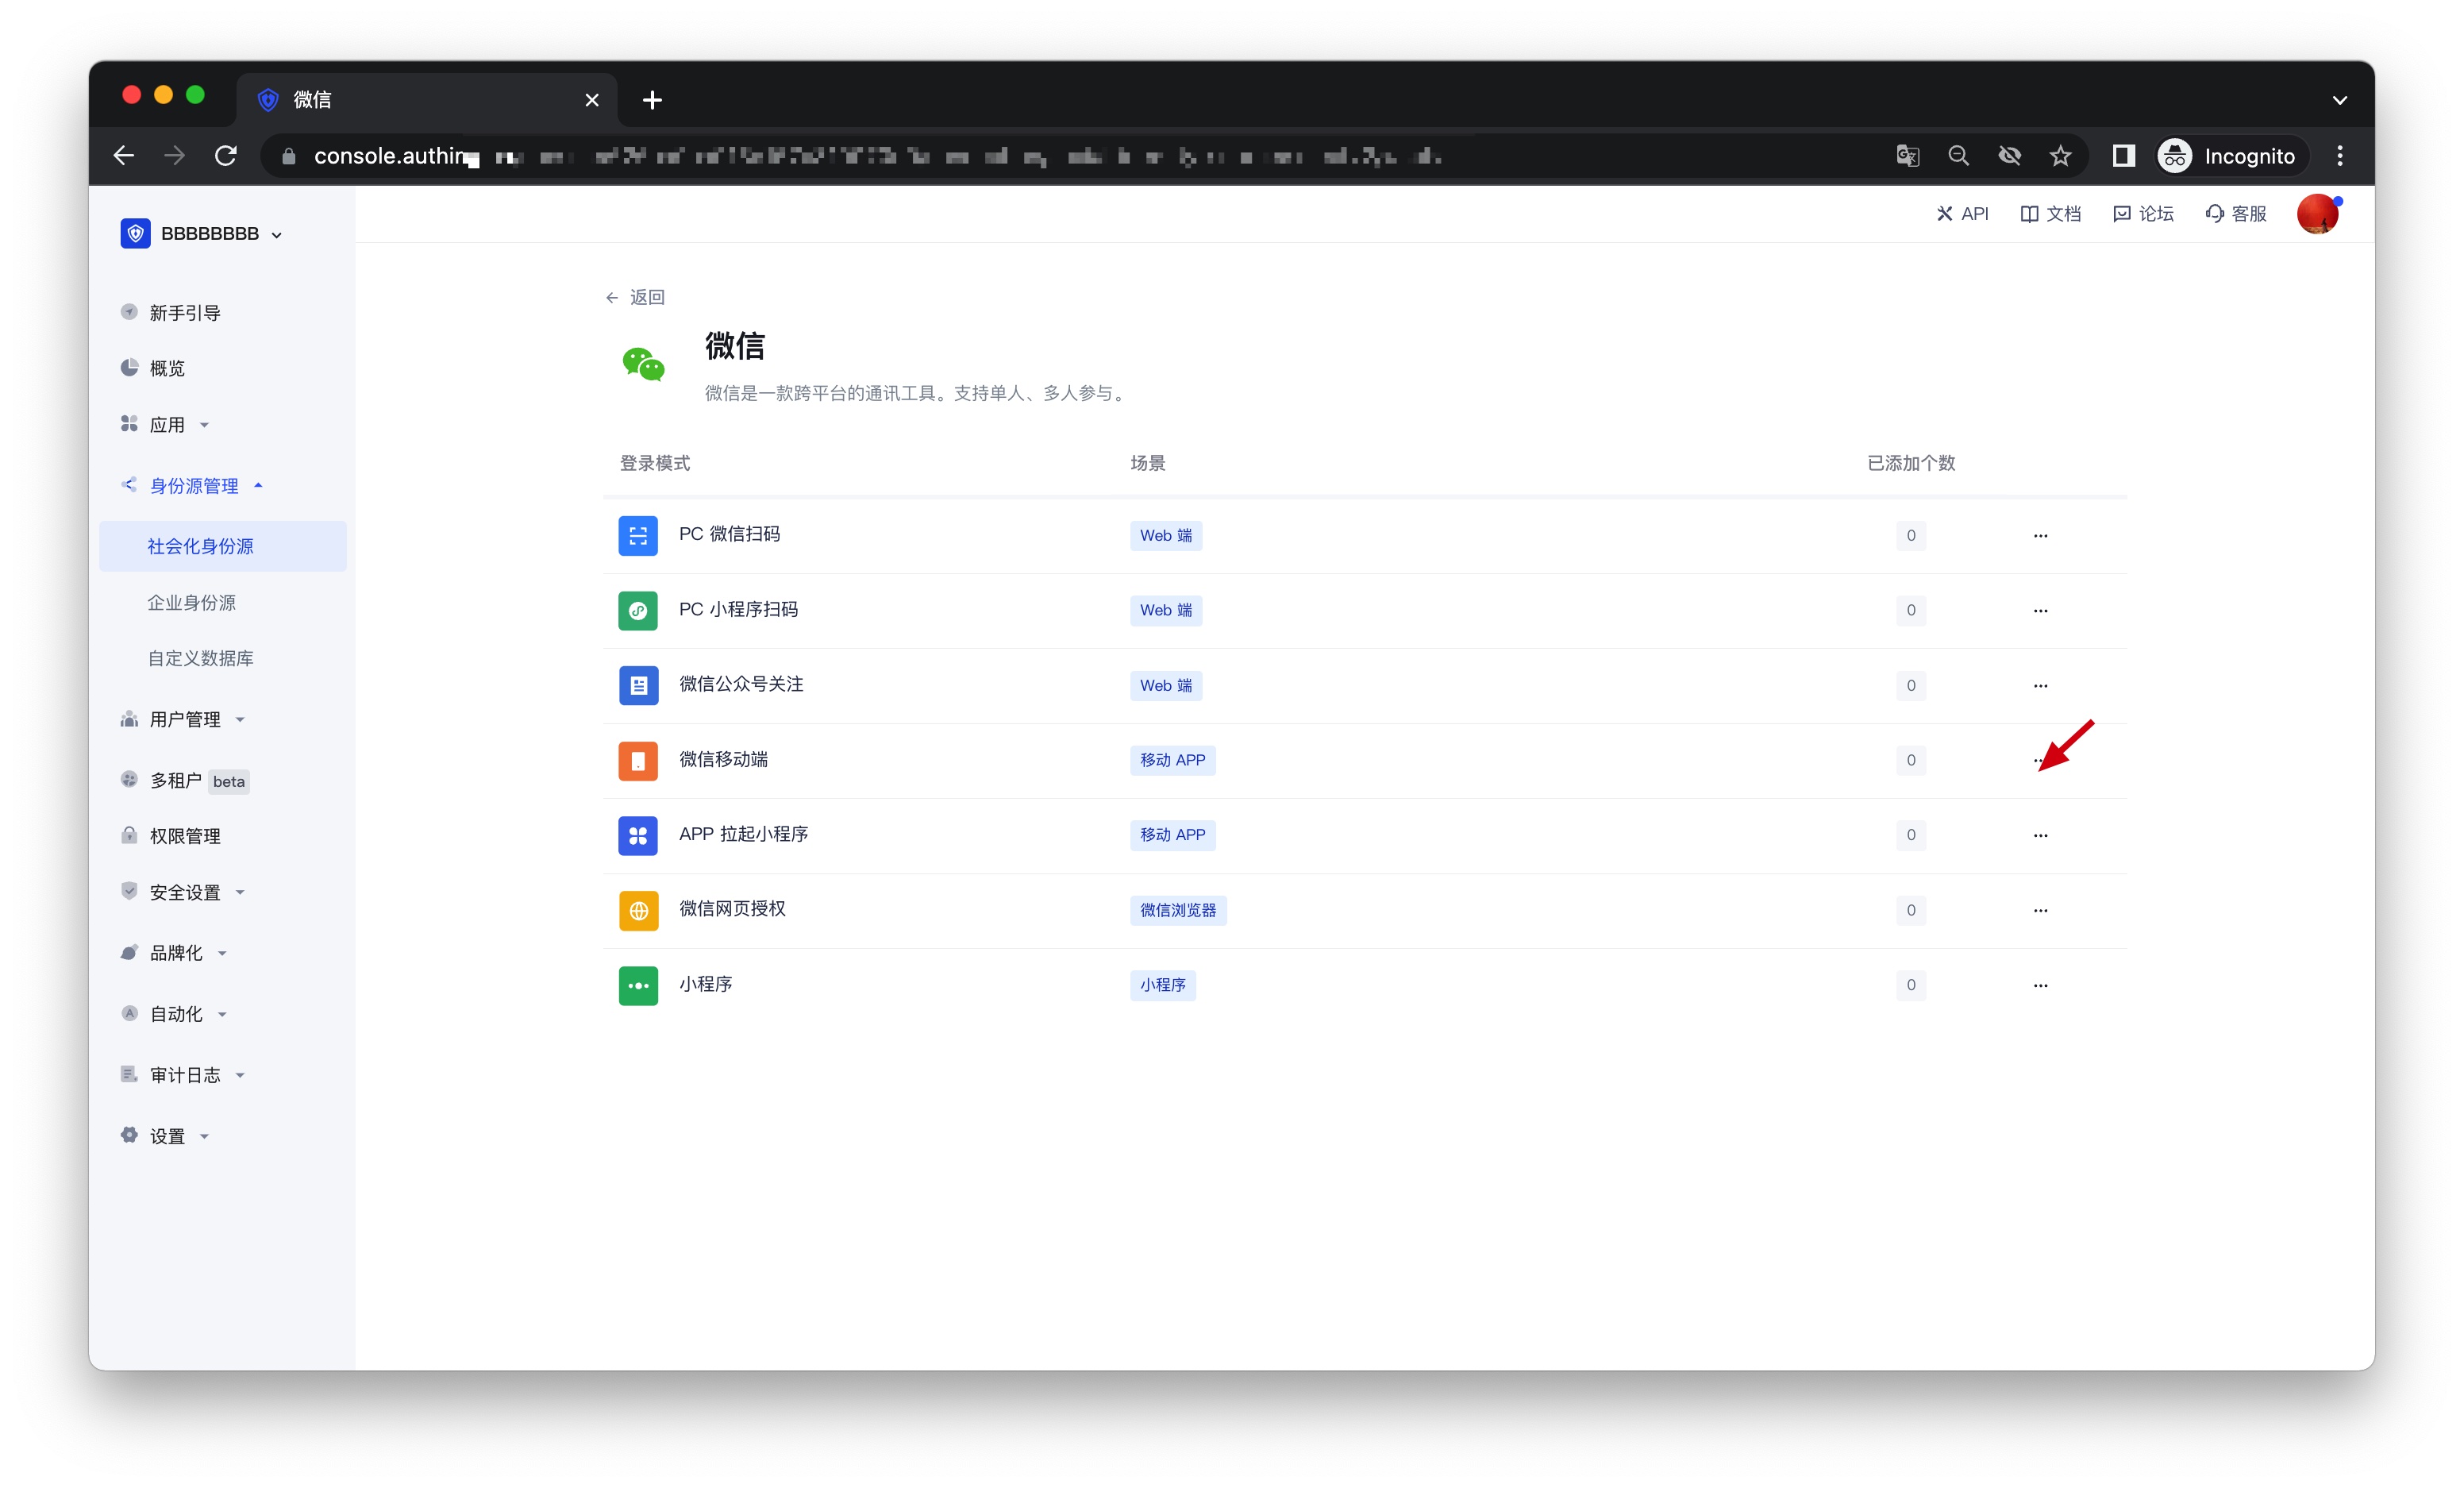 微信
console.authin
Incognito
BBBBBBBB
API
文档
论坛
客服
新手引导
概览
应用
身份源管理
社会化身份源
企业身份源
自定义数据库
用户管理
多租户 beta
权限管理
安全设置
品牌化
自动化
审计日志
设置
返回
微信
微信是一款跨平台的通讯工具。支持单人、多人参与。
登录模式 场景 已添加个数
PC 微信扫码 Web 端 0 ···
PC 小程序扫码 Web 端 0 ···
微信公众号关注 Web 端 0 ···
微信移动端 移动 APP 0
APP 拉起小程序 移动 APP 0 ···
微信网页授权 微信浏览器 0 ···
小程序 小程序 0 ···